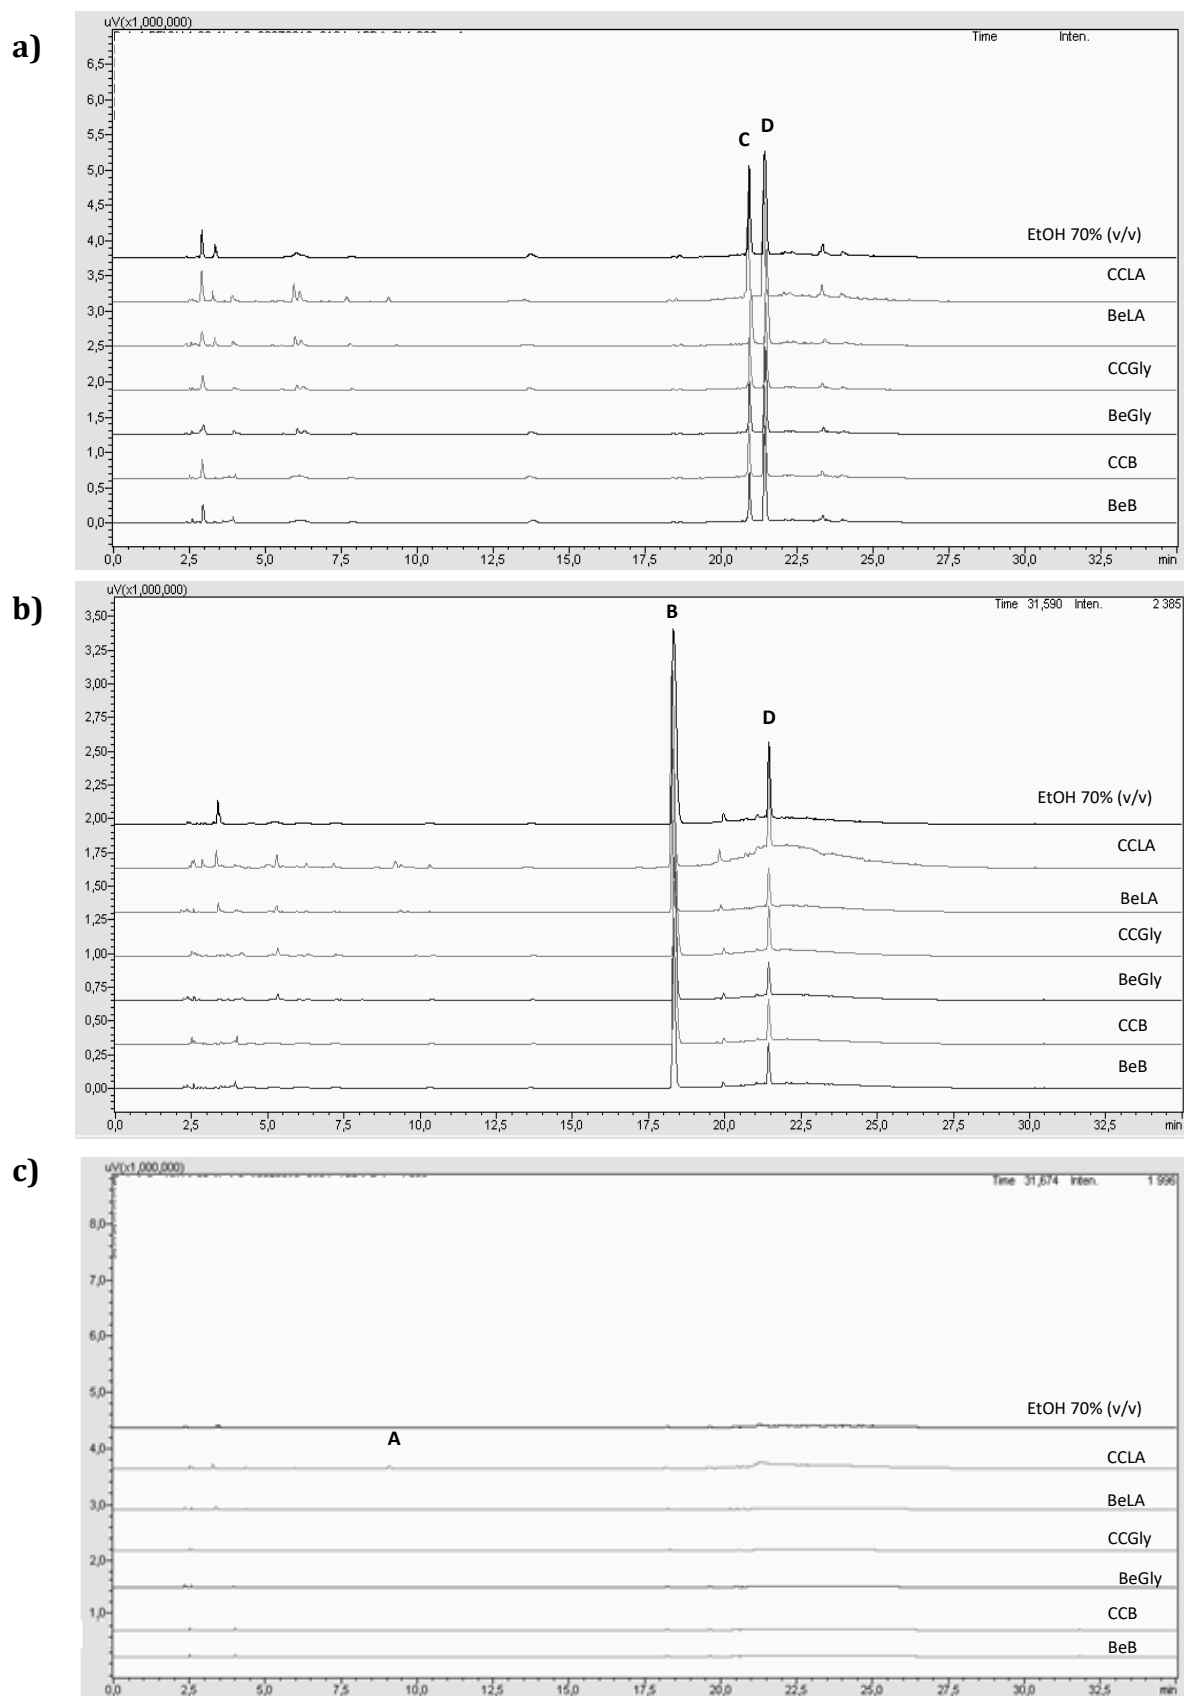 a)
uV(x1,000,000)
Time Inten.
6,5
6,0
5,5
5,0
4,5
4,0
3,5
3,0
2,5
2,0
1,5
1,0
0,5
0,0
C
D
EtOH 70% (v/v)
CCLA
BeLA
CCGly
BeGly
CCB
BeB
0,0 2,5 5,0 7,5 10,0 12,5 15,0 17,5 20,0 22,5 25,0 27,5 30,0 32,5 min
b)
uV(x1,000,000)
Time 31,590 Inten. 2 385
3,50
3,25
3,00
2,75
2,50
2,25
2,00
1,75
1,50
1,25
1,00
0,75
0,50
0,25
0,00
B
D
EtOH 70% (v/v)
CCLA
BeLA
CCGly
BeGly
CCB
BeB
0,0 2,5 5,0 7,5 10,0 12,5 15,0 17,5 20,0 22,5 25,0 27,5 30,0 32,5 min
c)
uV(x1,000,000)
Time 31,674 Inten. 1 996
8,0
7,0
6,0
5,0
4,0
3,0
2,0
1,0
A
EtOH 70% (v/v)
CCLA
BeLA
CCGly
BeGly
CCB
BeB
0,0 2,5 5,0 7,5 10,0 12,5 15,0 17,5 20,0 22,5 25,0 27,5 30,0 32,5 min